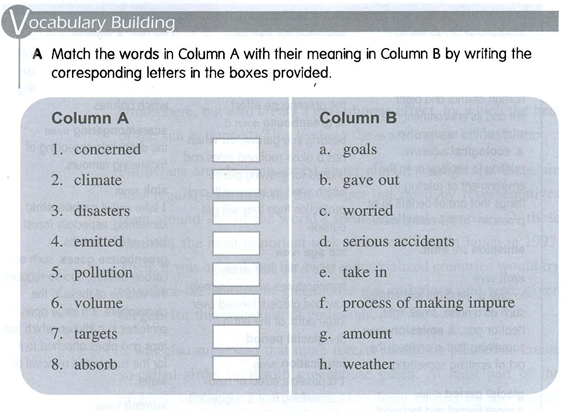 Vocabulary Building
A Match the words in Column A with their meaning in Column B by writing the
corresponding letters in the boxes provided.
Column A
1. concerned
2. climate
3. disasters
4. emitted
5. pollution
6. volume
7. targets
8. absorb
Column B
a. goals
b. gave out
c. worried
d. serious accidents
e. take in
f. process of making impure
g. amount
h. weather